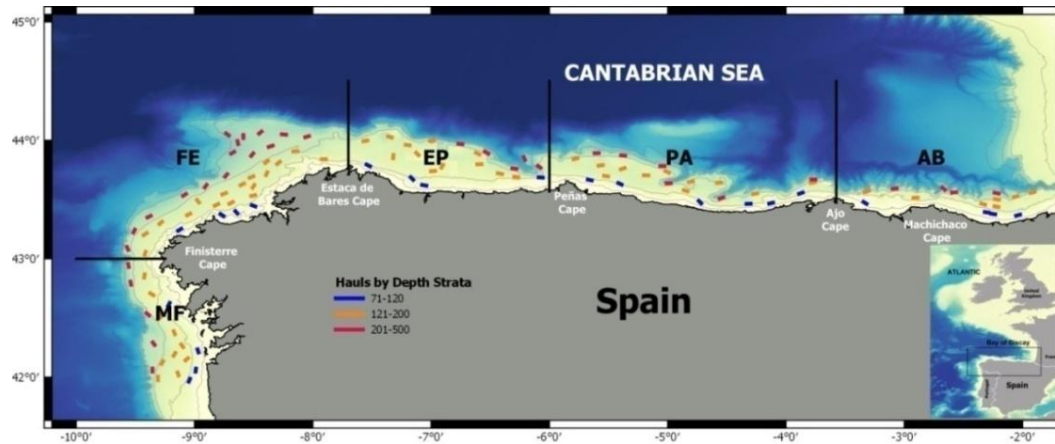 45°0'
44°0'
43°0'
42°0'
CANTABRIAN SEA
FE
EP
PA
AB
Estaca de
Bares Cape
Peñas
Cape
Ajo
Cape
Machichaco
Cape
Finisterre
Cape
MF
Hauls by Depth Strata
71-120
121-200
201-500
Spain
ATLANTIC
United
Kingdom
Bay of Biscay
Spain
Portugal
-10°0'
-9°0'
-8°0'
-7°0'
-6°0'
-5°0'
-4°0'
-3°0'
-2°0'